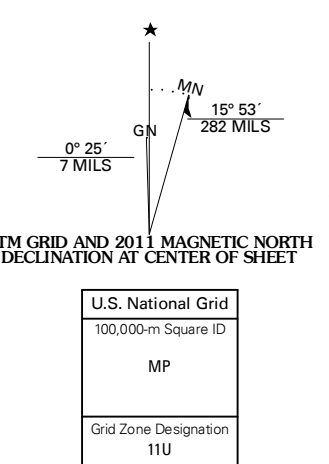 MN
15° 53´
282 MILS
GN
0° 25´
7 MILS
TM GRID AND 2011 MAGNETIC NORTH
DECLINATION AT CENTER OF SHEET
U.S. National Grid
100,000-m Square ID
MP
Grid Zone Designation
11U